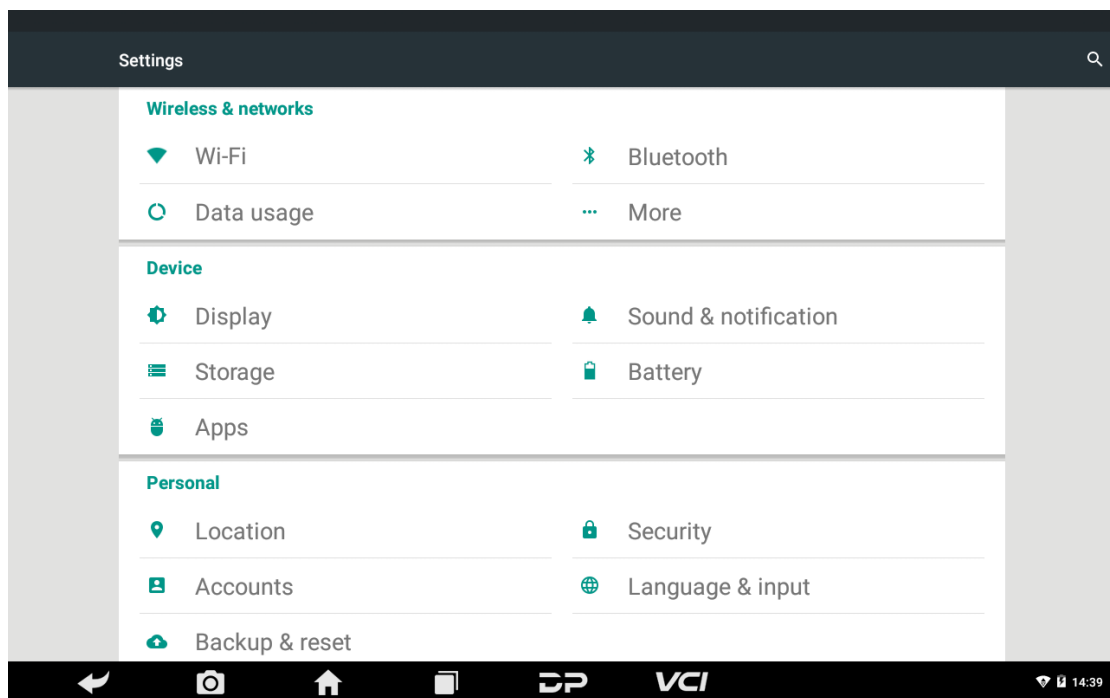 Settings
Wireless & networks
Wi-Fi Bluetooth
Data usage More
Device
Display Sound & notification
Storage Battery
Apps
Personal
Location Security
Accounts Language & input
Backup & reset
DP VCI 14:39